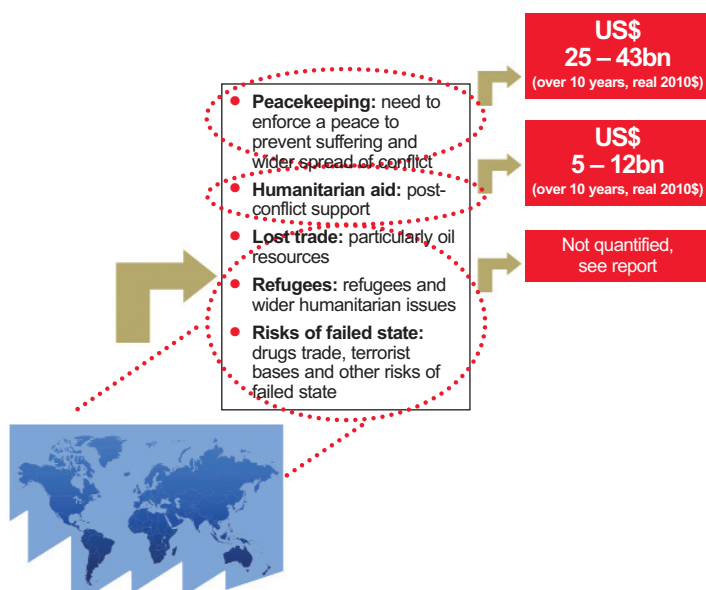 US$
25 – 43bn
(over 10 years, real 2010$)
● Peacekeeping: need to
enforce a peace to
prevent suffering and
wider spread of conflict
● Humanitarian aid: post-
conflict support
● Lost trade: particularly oil
resources
● Refugees: refugees and
wider humanitarian issues
● Risks of failed state:
drugs trade, terrorist
bases and other risks of
failed state
US$
5 – 12bn
(over 10 years, real 2010$)
Not quantified,
see report